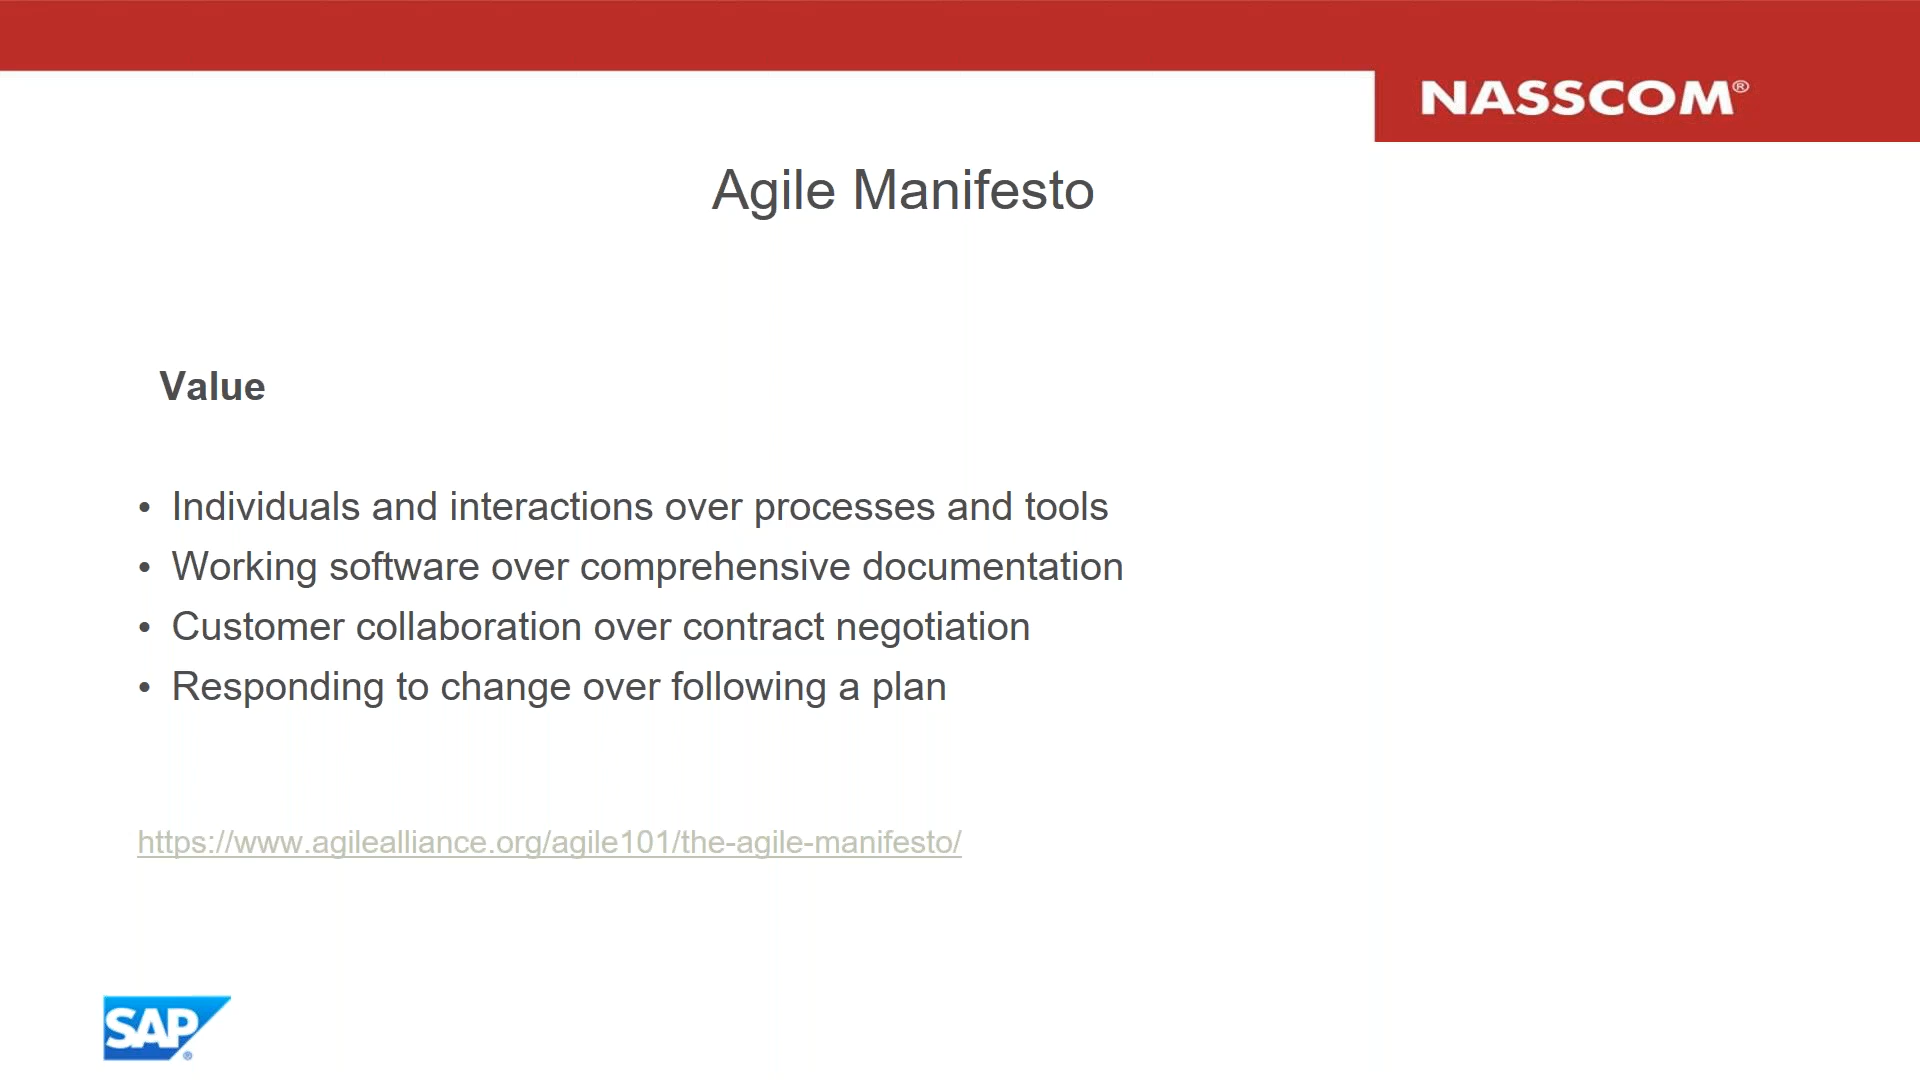 NASSCOM®
Agile Manifesto
Value
• Individuals and interactions over processes and tools
• Working software over comprehensive documentation
• Customer collaboration over contract negotiation
• Responding to change over following a plan
https://www.agilealliance.org/agile101/the-agile-manifesto/
SAP®